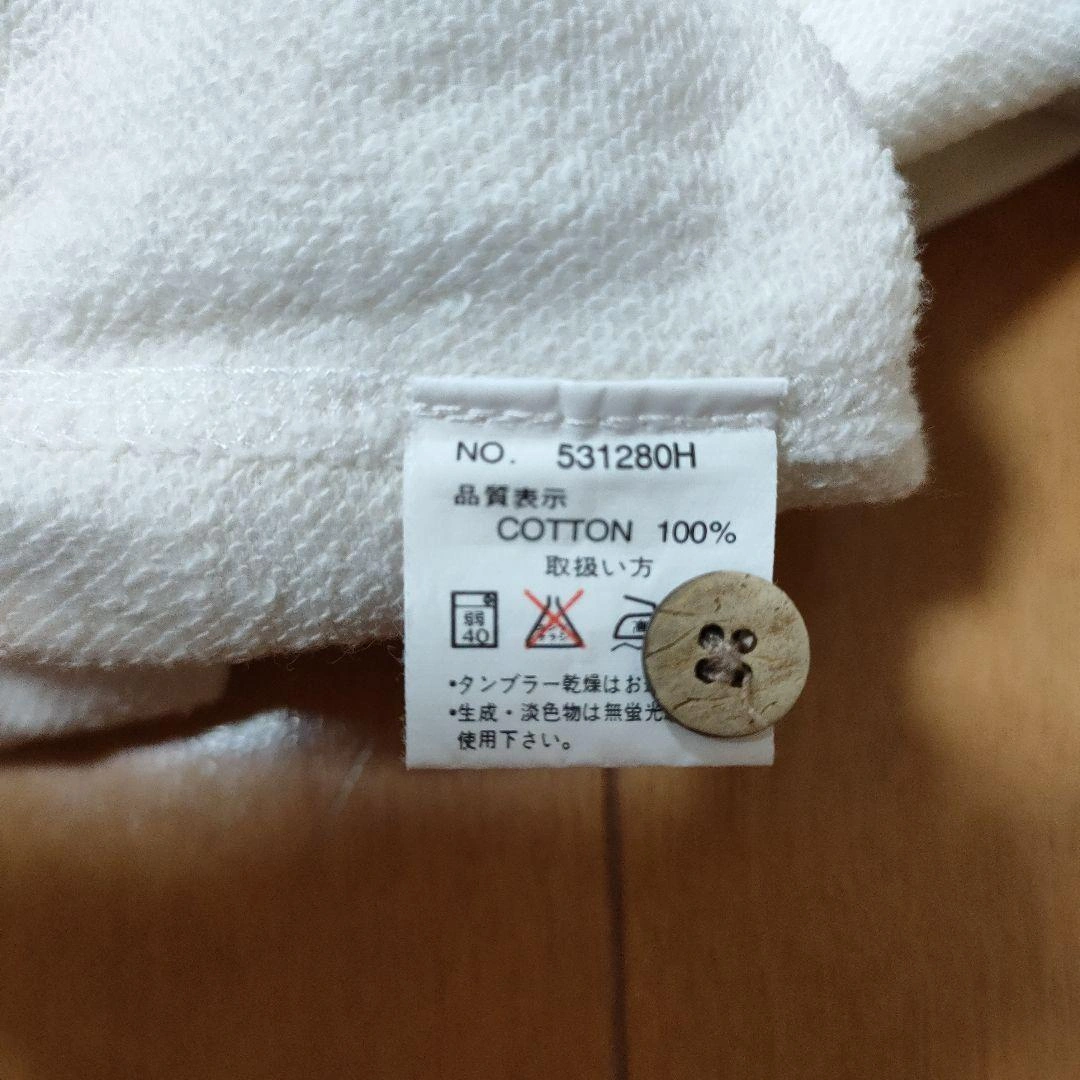 NO. 531280H
品質表示
COTTON 100%
取扱い方
弱
40
高
•タンブラー乾燥はお
•生成・淡色物は無蛍光
使用下さい。